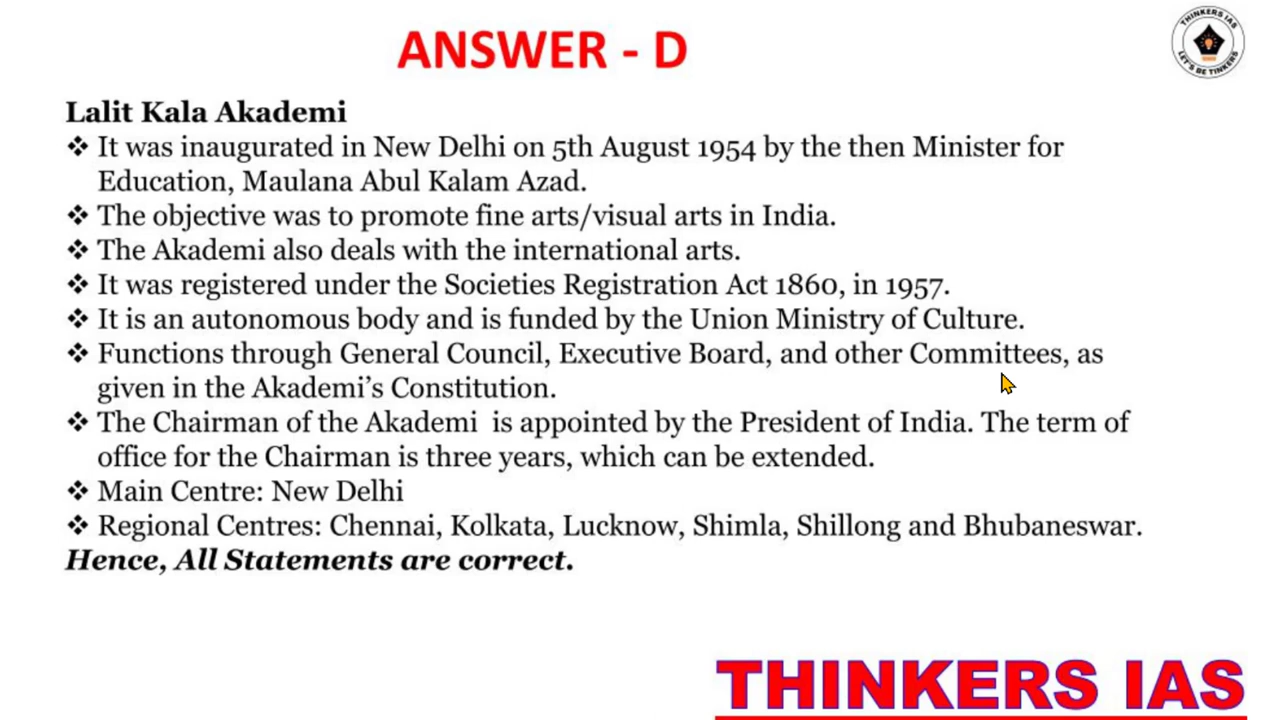 ANSWER - D
THINKERS IAS
LET'S BE TINKERS
Lalit Kala Akademi
❖ It was inaugurated in New Delhi on 5th August 1954 by the then Minister for
Education, Maulana Abul Kalam Azad.
❖ The objective was to promote fine arts/visual arts in India.
❖ The Akademi also deals with the international arts.
❖ It was registered under the Societies Registration Act 1860, in 1957.
❖ It is an autonomous body and is funded by the Union Ministry of Culture.
❖ Functions through General Council, Executive Board, and other Committees, as
given in the Akademi’s Constitution.
❖ The Chairman of the Akademi  is appointed by the President of India. The term of
office for the Chairman is three years, which can be extended.
❖ Main Centre: New Delhi
❖ Regional Centres: Chennai, Kolkata, Lucknow, Shimla, Shillong and Bhubaneswar.
Hence, All Statements are correct.
THINKERS IAS